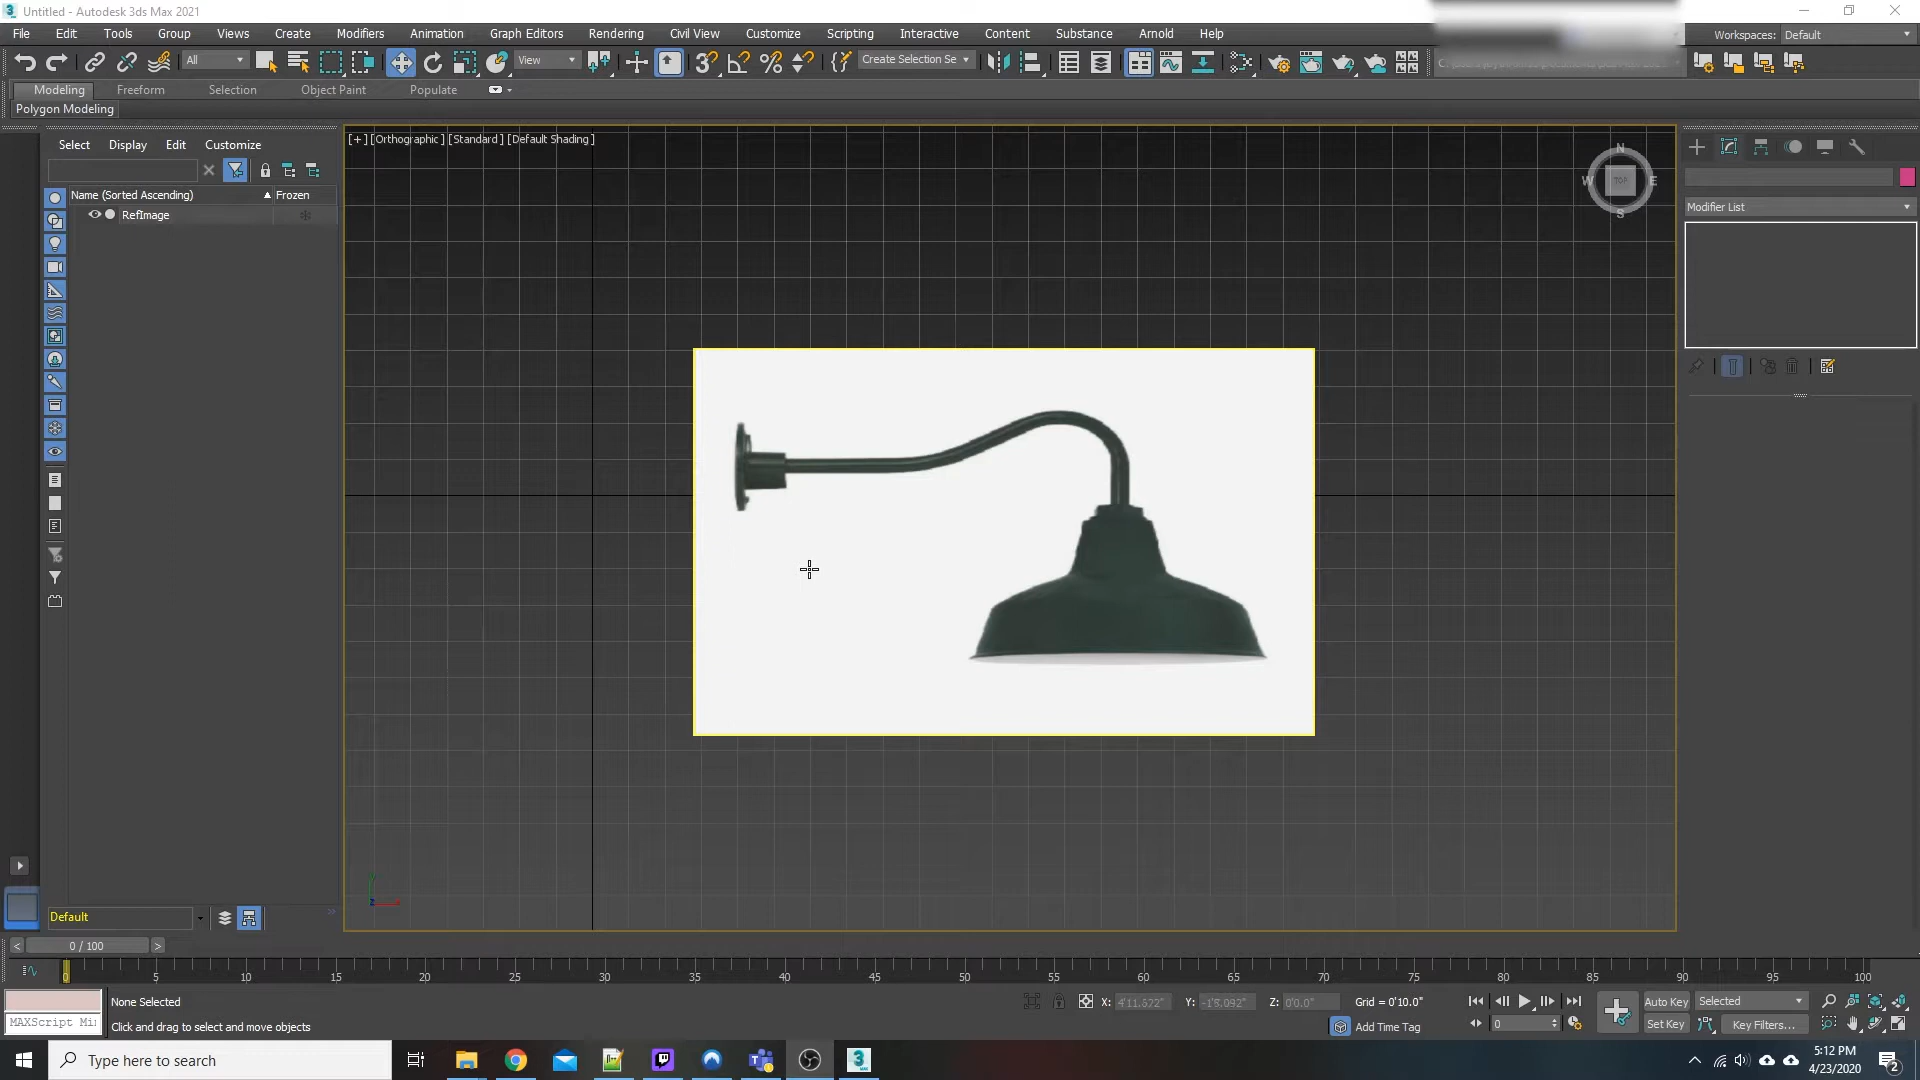 Untitled - Autodesk 3ds Max 2021
File Edit Tools Group Views Create Modifiers Animation Graph Editors Rendering Civil View Customize Scripting Interactive Content Substance Arnold Help
Workspaces: Default
All View Create Selection Se
Modeling Freeform Selection Object Paint Populate
Polygon Modeling
Select Display Edit Customize
[+] [Orthographic] [Standard] [Default Shading]
N
W TOP E
S
Name (Sorted Ascending) Frozen
RefImage
Modifier List
Default
0 / 100
0 5 10 15 20 25 30 35 40 45 50 55 60 65 70 75 80 85 90 95 100
None Selected
X: Y: Z: 0'0.0" Grid = 0'10.0"
Auto Key Selected
MAXScript Mi
Click and drag to select and move objects
Add Time Tag
0
Set Key Key Filters...
Type here to search
5:12 PM
4/23/2020
2